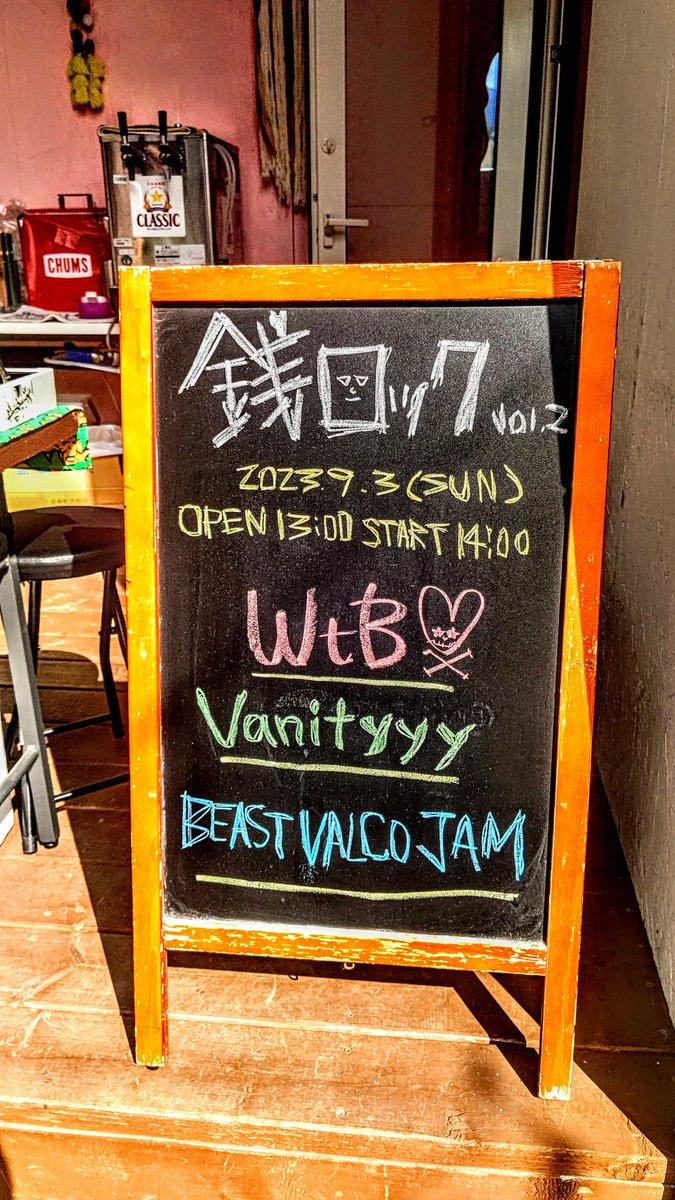 CLASSIC
CHUMS
銭ロック vol.2
2023 9.3 (SUN)
OPEN 13:00 START 14:00
WtB
Vanityyy
BEAST VALCO JAM